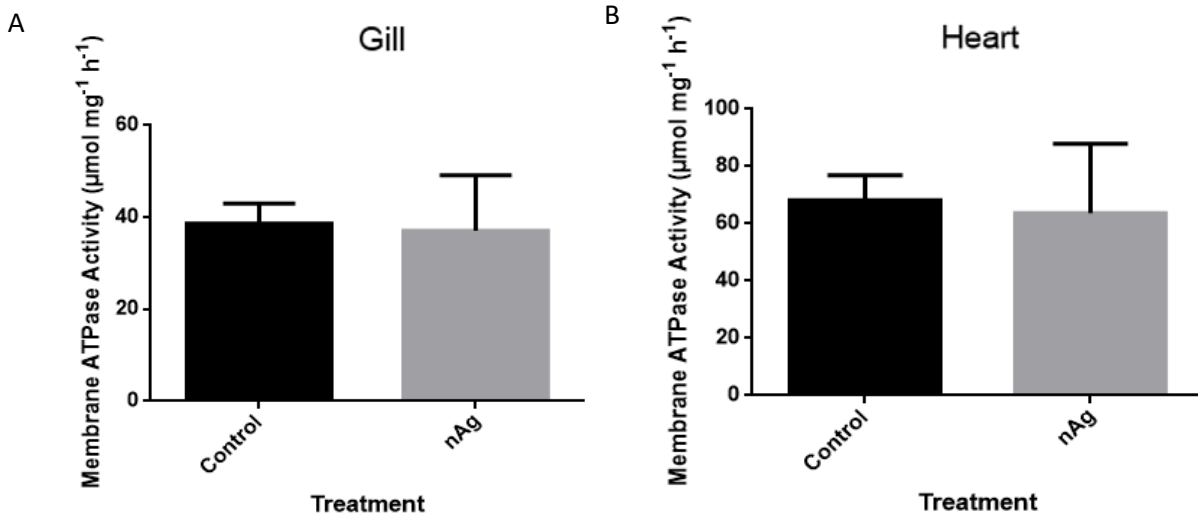 A
Gill
Membrane ATPase Activity (µmol mg-1 h-1)
60
40
20
0
Control
nAg
Treatment
B
Heart
Membrane ATPase Activity (µmol mg-1 h-1)
100
80
60
40
20
0
Control
nAg
Treatment